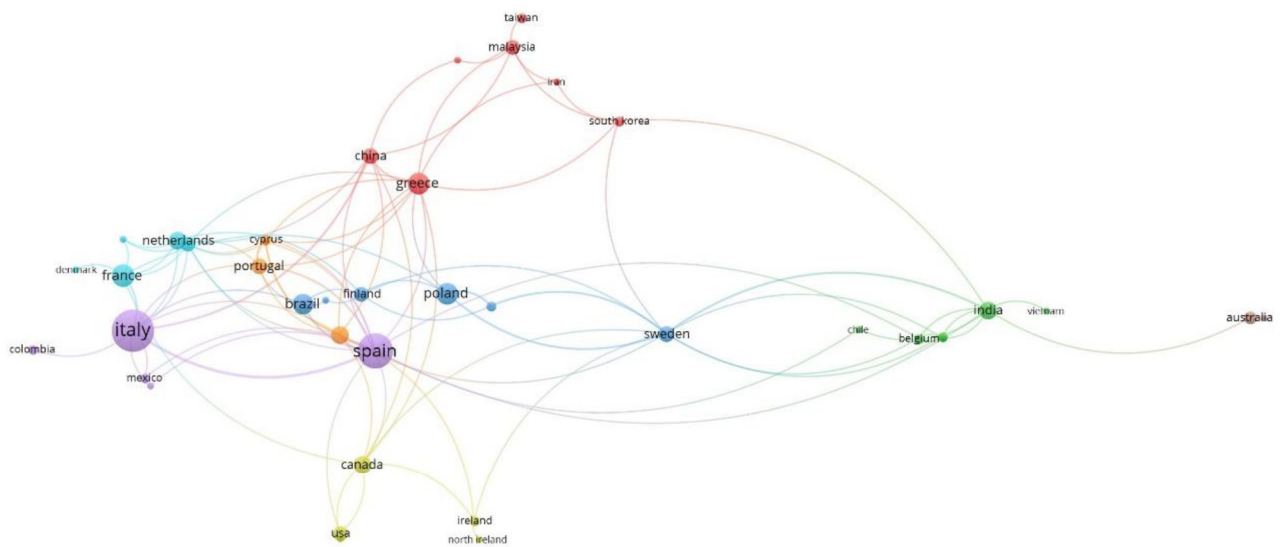 taiwan
malaysia
iran
south korea
china
greece
netherlands
cyprus
portugal
denmark
france
brazil
finland
poland
italy
spain
sweden
chile
belgium
india
vietnam
australia
colombia
mexico
canada
usa
ireland
north ireland